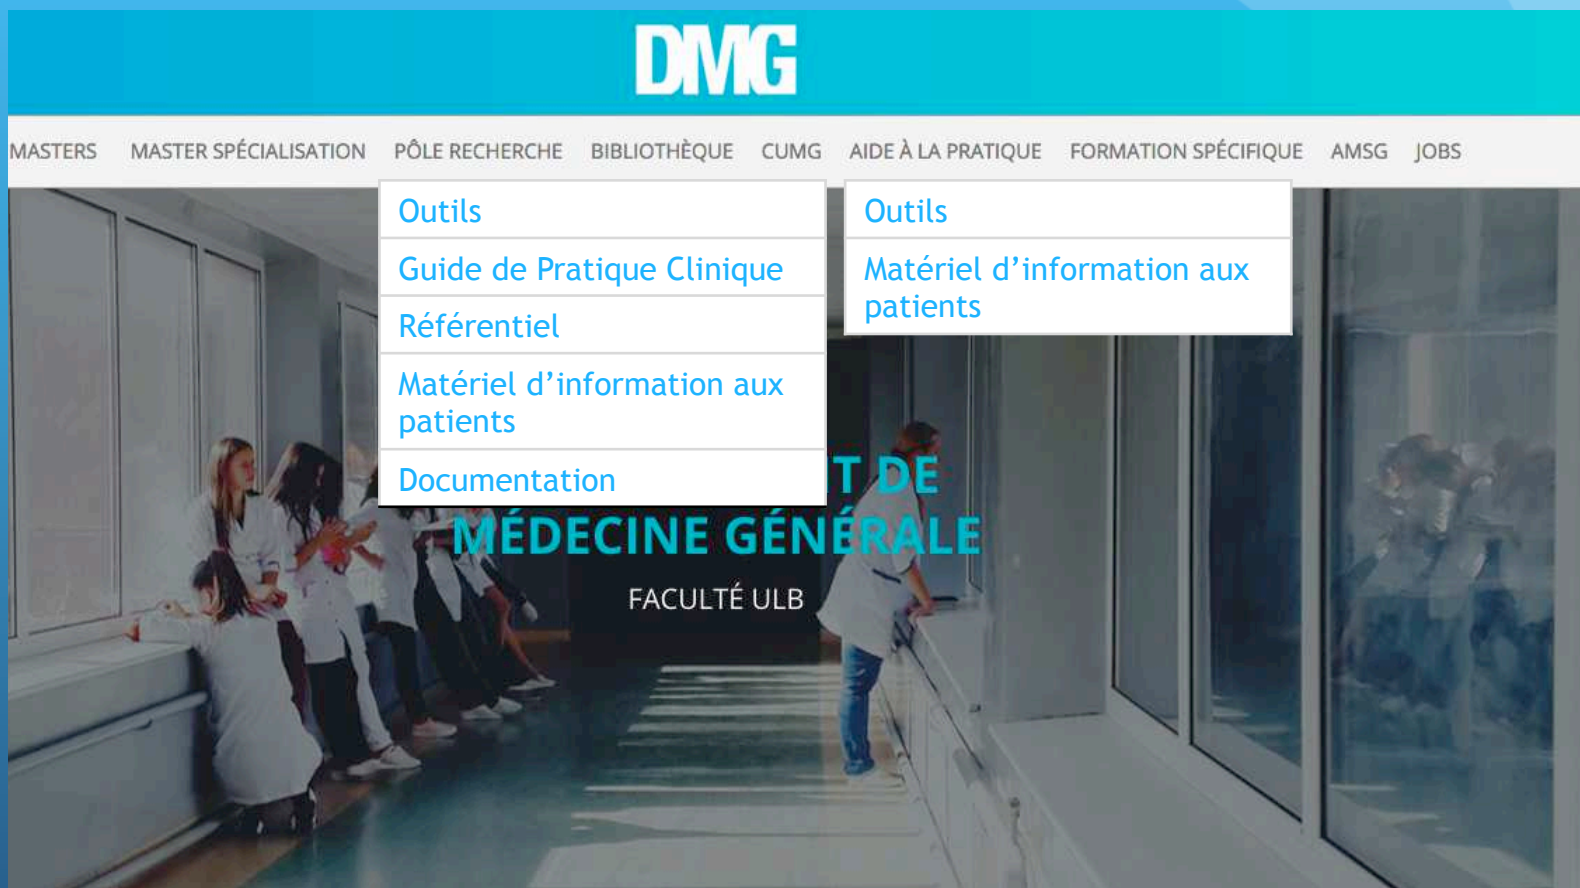 DMG
MASTERS MASTER SPÉCIALISATION PÔLE RECHERCHE BIBLIOTHÈQUE CUMG AIDE À LA PRATIQUE FORMATION SPÉCIFIQUE AMSG JOBS
Outils
Guide de Pratique Clinique
Référentiel
Matériel d’information aux
patients
Documentation
Outils
Matériel d’information aux
patients
T DE
MÉDECINE GÉNÉRALE
FACULTÉ ULB